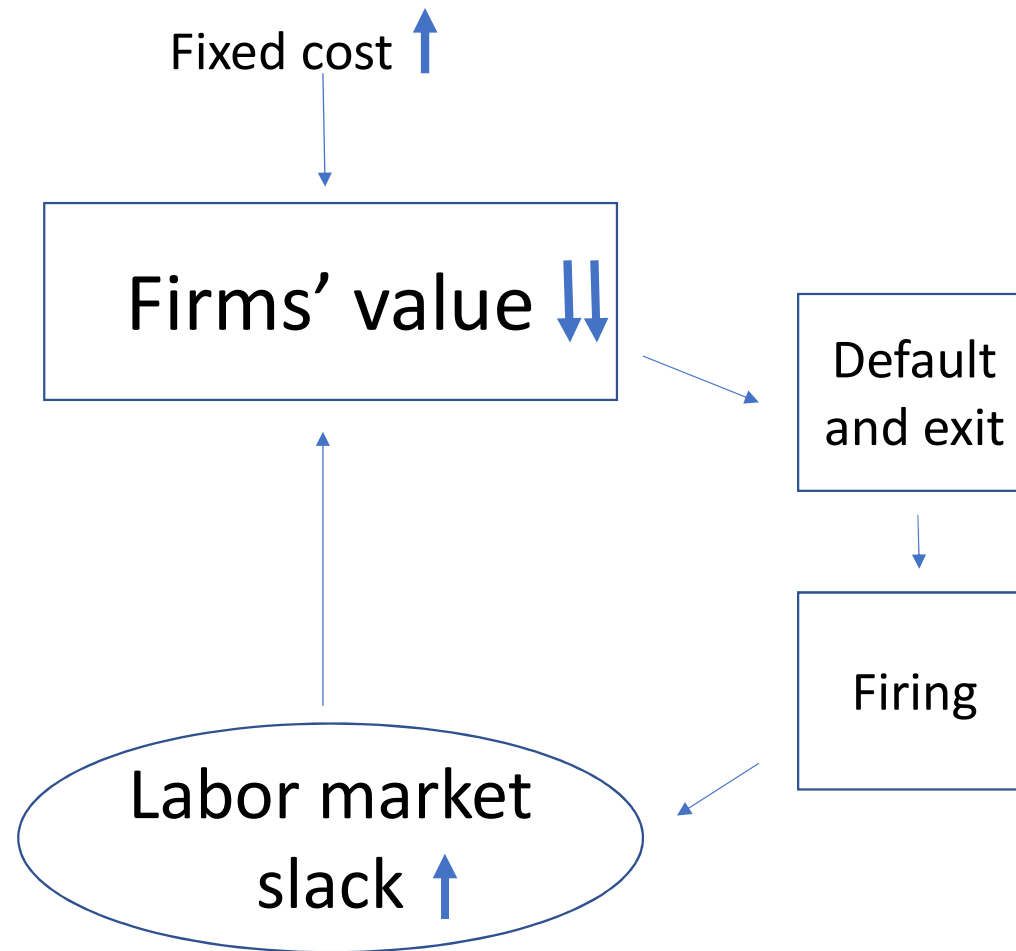 Fixed cost
Firms’ value
Default
and exit
Firing
Labor market
slack